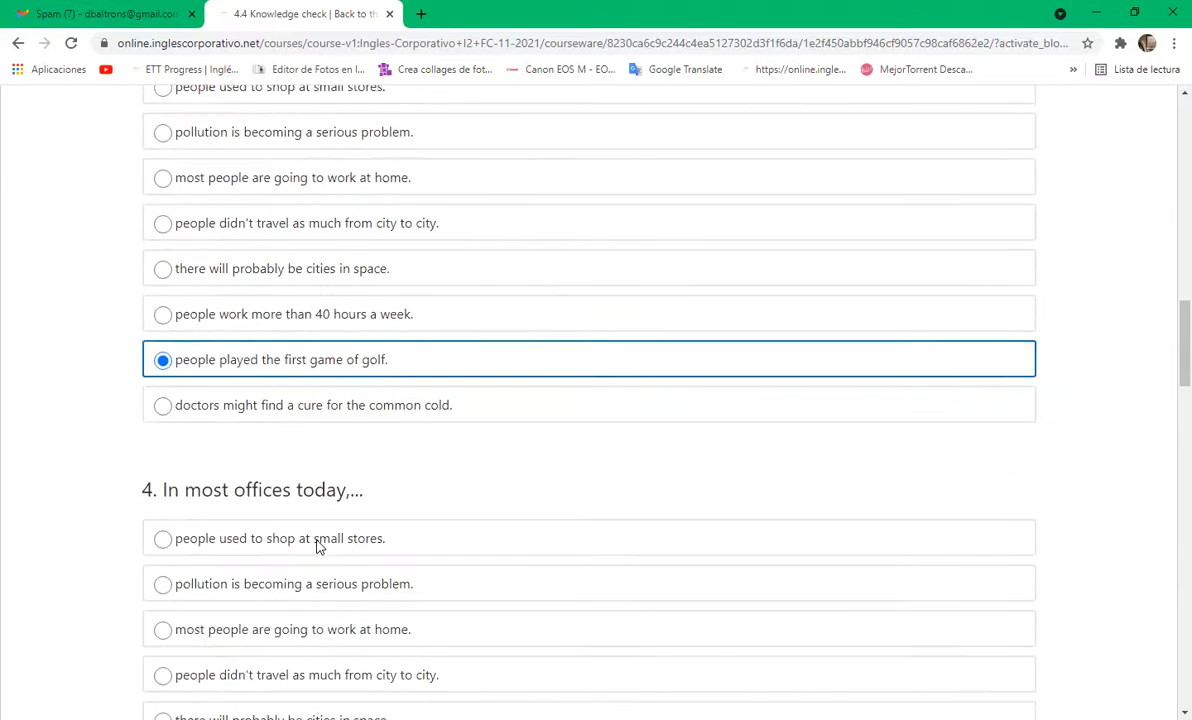 Spam (7) - dbaltrons@gmail.com
4.4 Knowledge check | Back to th
online.inglescorporativo.net/courses/course-v1:Ingles-Corporativo+I2+FC-11-2021/courseware/8230ca6c9c244c4ea5127302d3f1f6da/1e2f450abbf946cf9057c98caf6862e2/?activate_blo...
Aplicaciones
ETT Progress | Inglé...
Editor de Fotos en l...
Crea collages de fot...
Canon EOS M - EO...
Google Translate
https://online.ingle...
MejorTorrent Desca...
»
Lista de lectura
people used to shop at small stores.
pollution is becoming a serious problem.
most people are going to work at home.
people didn't travel as much from city to city.
there will probably be cities in space.
people work more than 40 hours a week.
people played the first game of golf.
doctors might find a cure for the common cold.
4. In most offices today,...
people used to shop at small stores.
pollution is becoming a serious problem.
most people are going to work at home.
people didn't travel as much from city to city.
there will probably be cities in space.